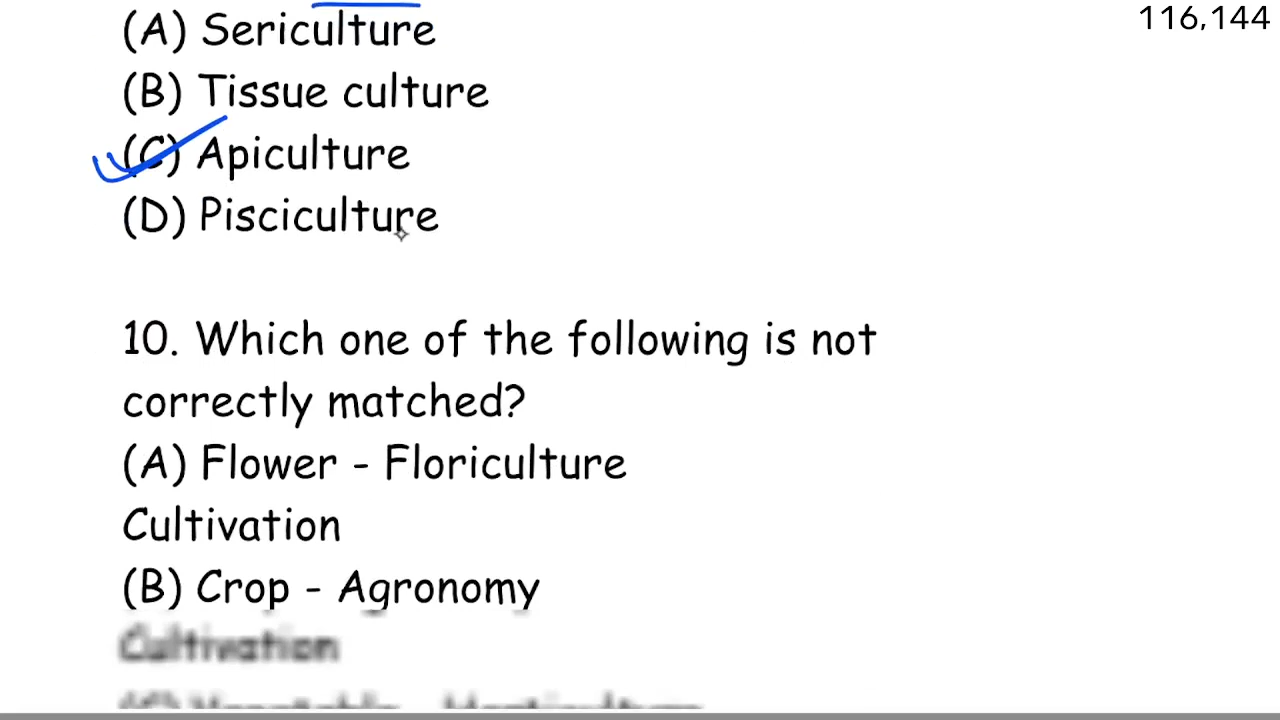 116,144
(A) Sericulture
(B) Tissue culture
(C) Apiculture
(D) Pisciculture
10. Which one of the following is not
correctly matched?
(A) Flower - Floriculture
Cultivation
(B) Crop - Agronomy
Cultivation